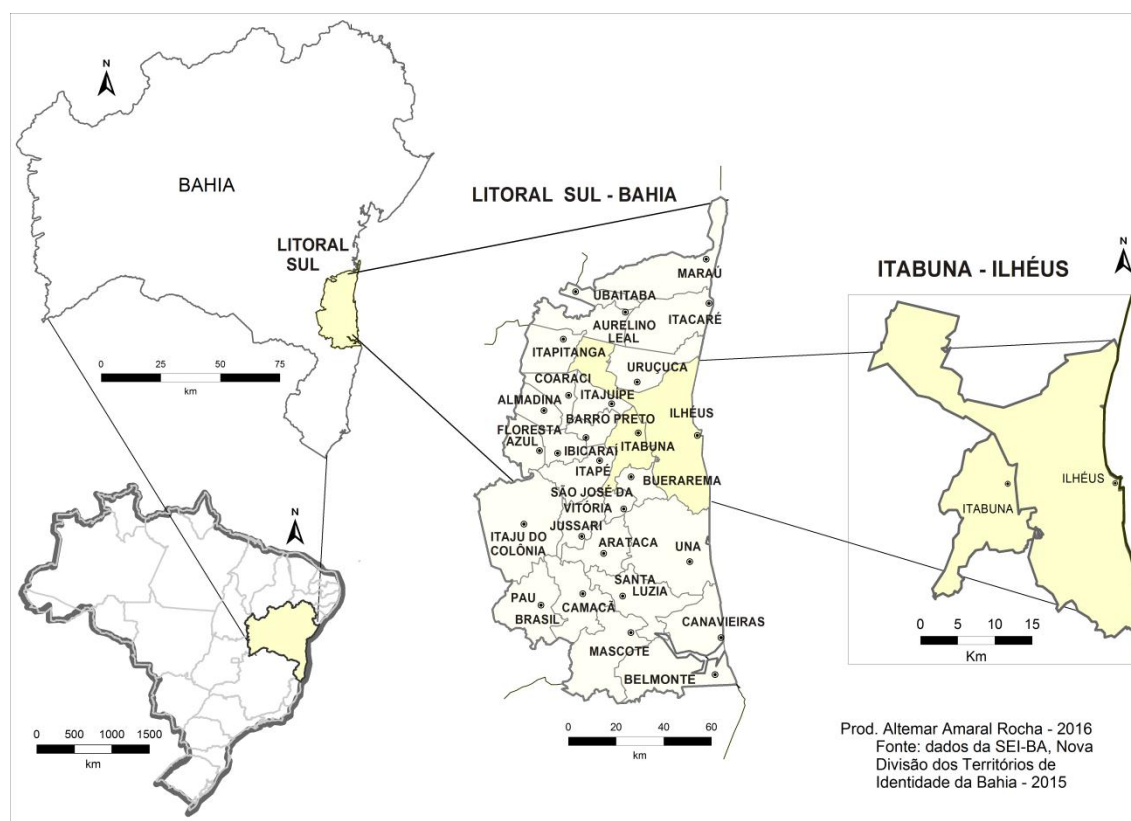 N
BAHIA
LITORAL
SUL
0 25 50 75
km
N
0 500 1000 1500
km
LITORAL SUL - BAHIA
MARAÚ
UBAITABA
ITACARÉ
AURELINO
LEAL
ITAPITANGA
URUÇUCA
COARACI
ITAJUÍPE
ALMADINA
BARRO PRETO
ILHÉUS
FLORESTA
AZUL
ITABUNA
IBICARAÍ
ITAPÉ
BUERAREMA
SÃO JOSÉ DA
VITÓRIA
ITAJU DO
COLÔNIA
JUSSARI
ARATACA
UNA
SANTA
LUZIA
PAU
BRASIL
CAMACÃ
CANAVIEIRAS
MASCOTE
BELMONTE
0 20 40 60
km
ITABUNA - ILHÉUS
N
ILHÉUS
ITABUNA
0 5 10 15
Km
Prod. Altemar Amaral Rocha - 2016
Fonte: dados da SEI-BA, Nova
Divisão dos Territórios de
Identidade da Bahia - 2015